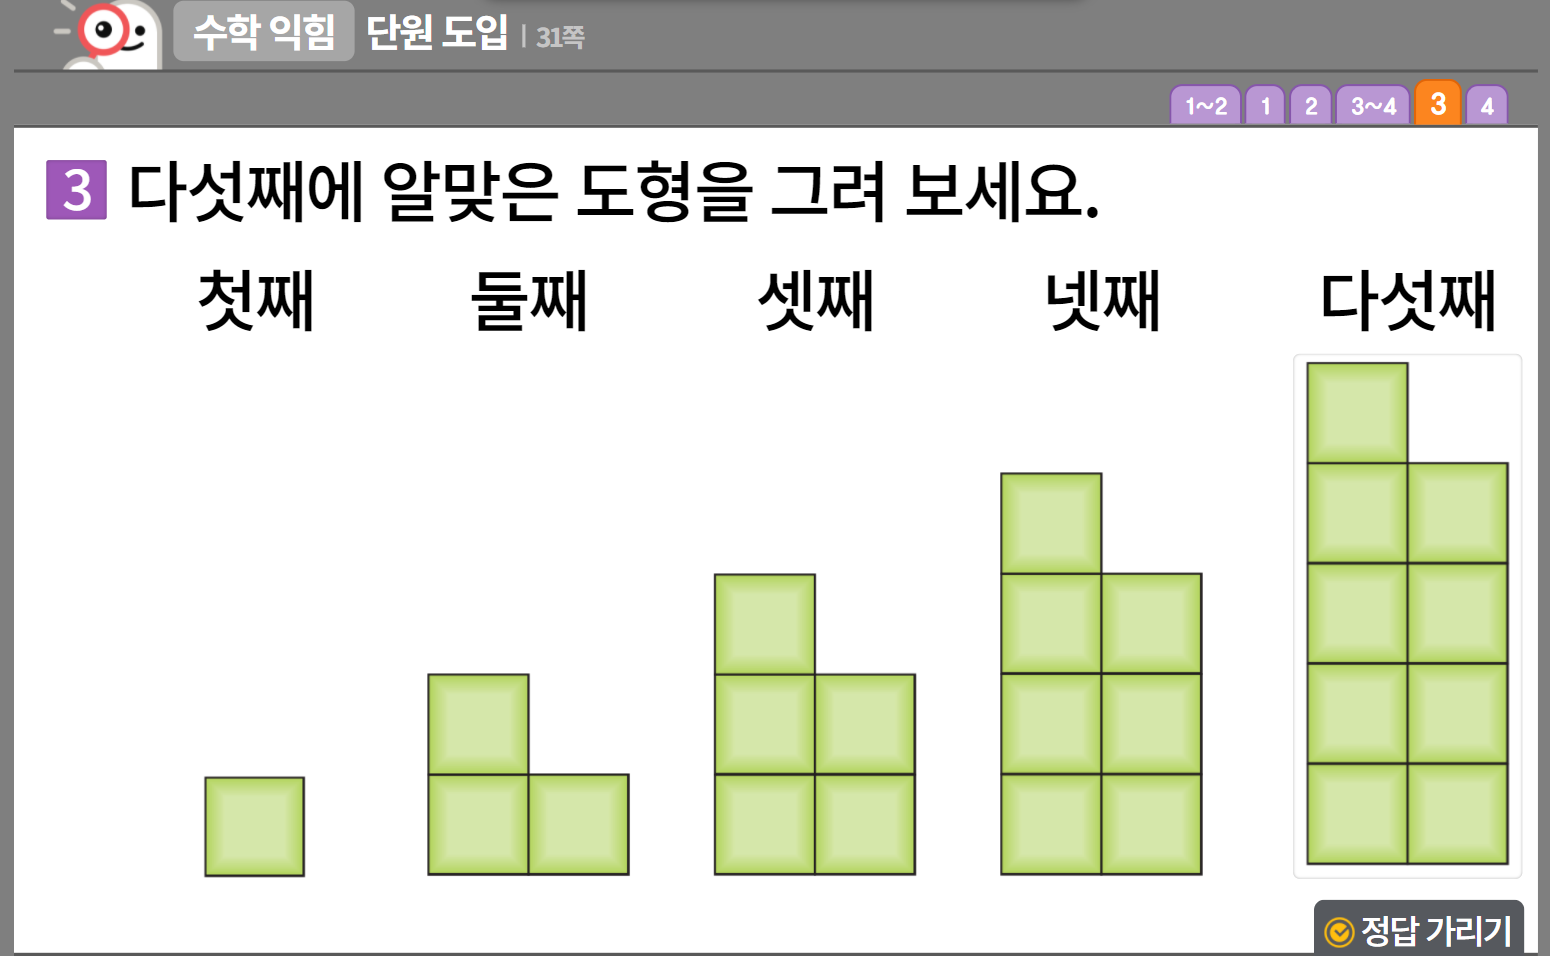 수학 익힘 단원 도입 | 31쪽
1~2 1 2 3~4 3 4
3 다섯째에 알맞은 도형을 그려 보세요.
첫째 둘째 셋째 넷째 다섯째
정답 가리기